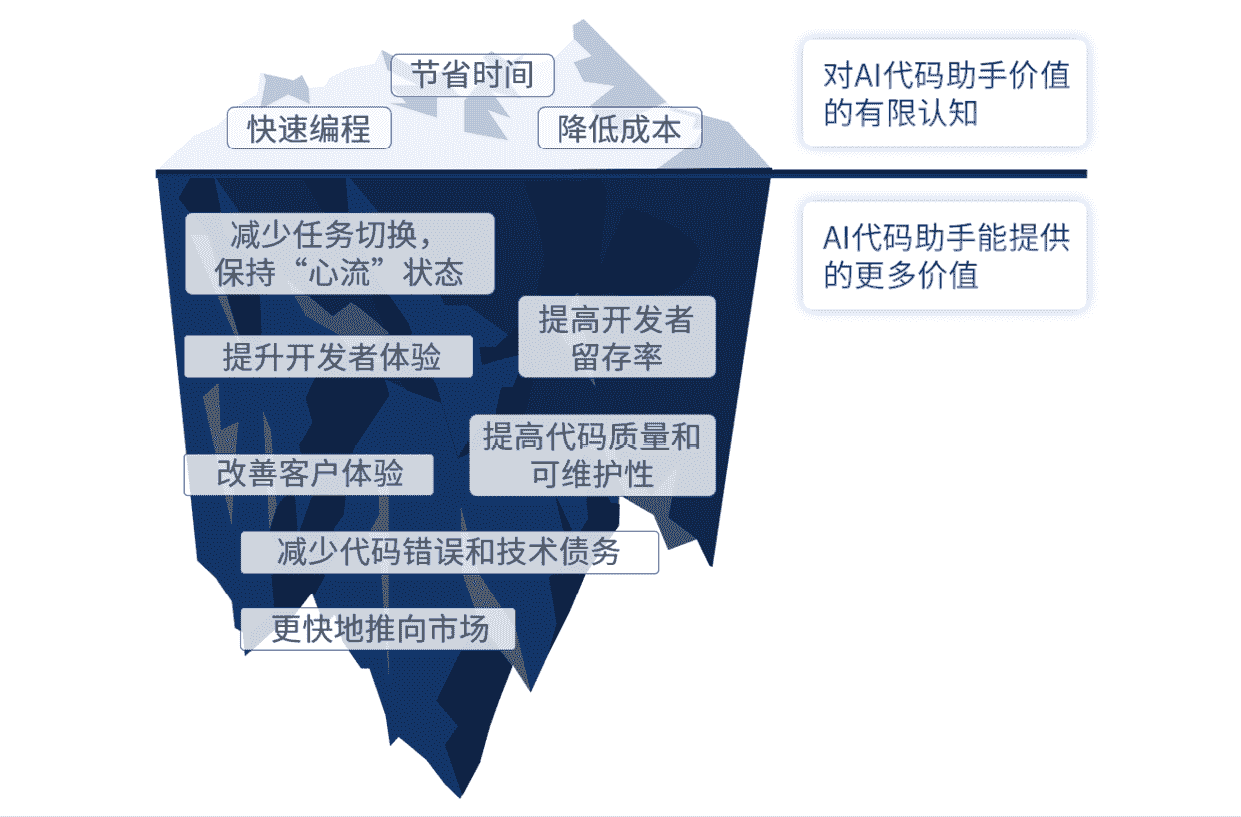 节省时间
快速编程
降低成本
对AI代码助手价值
的有限认知
减少任务切换，
保持“心流”状态
AI代码助手能提供
的更多价值
提高开发者
留存率
提升开发者体验
提高代码质量和
可维护性
改善客户体验
减少代码错误和技术债务
更快地推向市场